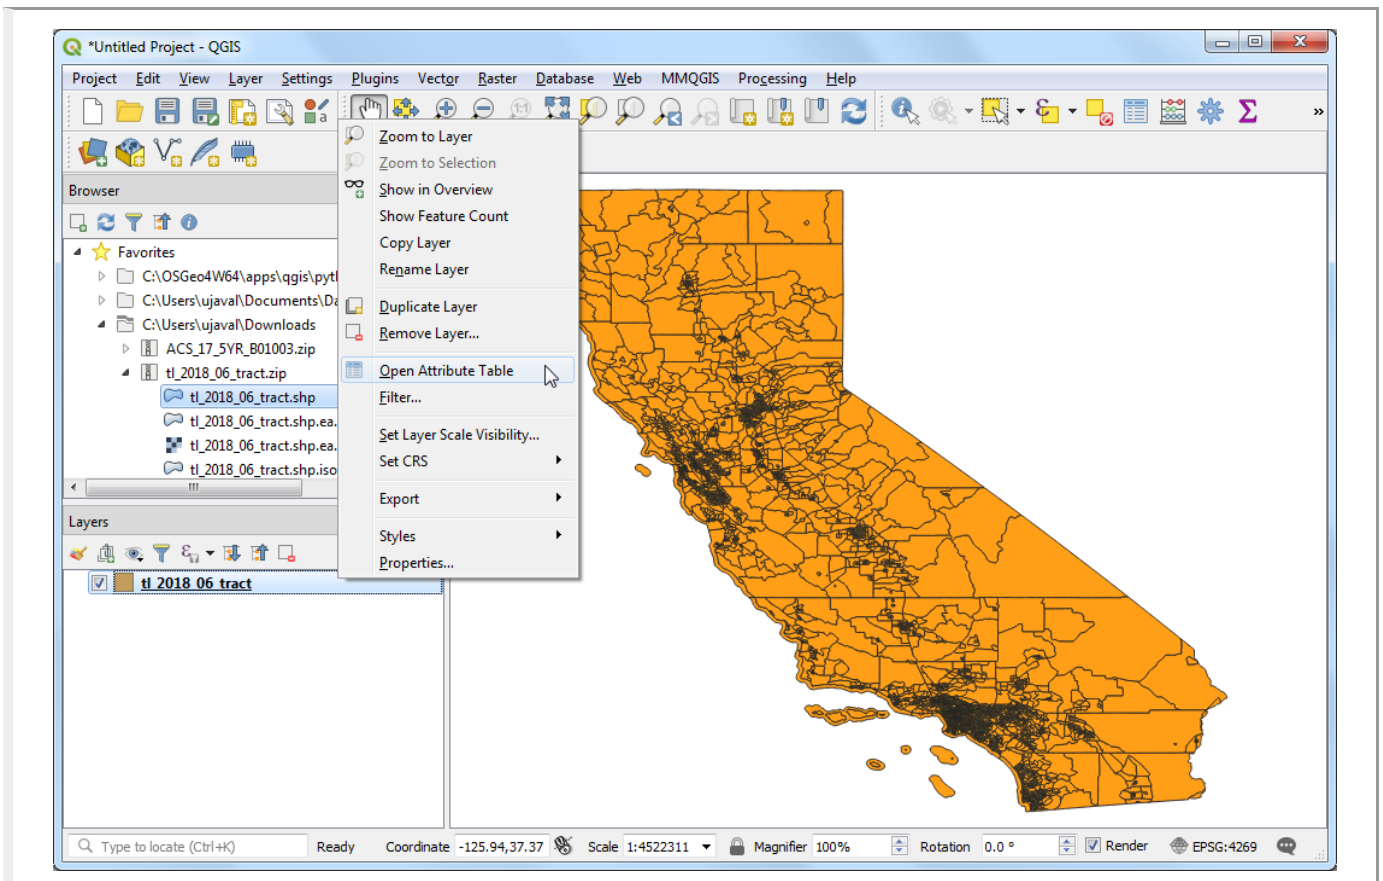 *Untitled Project - QGIS
Project Edit View Layer Settings Plugins Vector Raster Database Web MMQGIS Processing Help
Browser
Favorites
C:\OSGeo4W64\apps\qgis\pyt
C:\Users\ujaval\Documents\Da
C:\Users\ujaval\Downloads
ACS_17_5YR_B01003.zip
tl_2018_06_tract.zip
tl_2018_06_tract.shp
tl_2018_06_tract.shp.ea.
tl_2018_06_tract.shp.ea.
tl_2018_06_tract.shp.iso
Layers
tl_2018_06_tract
Zoom to Layer
Zoom to Selection
Show in Overview
Show Feature Count
Copy Layer
Rename Layer
Duplicate Layer
Remove Layer...
Open Attribute Table
Filter...
Set Layer Scale Visibility...
Set CRS
Export
Styles
Properties...
Type to locate (Ctrl+K) Ready Coordinate -125.94,37.37 Scale 1:4522311 Magnifier 100% Rotation 0.0 ° Render EPSG:4269